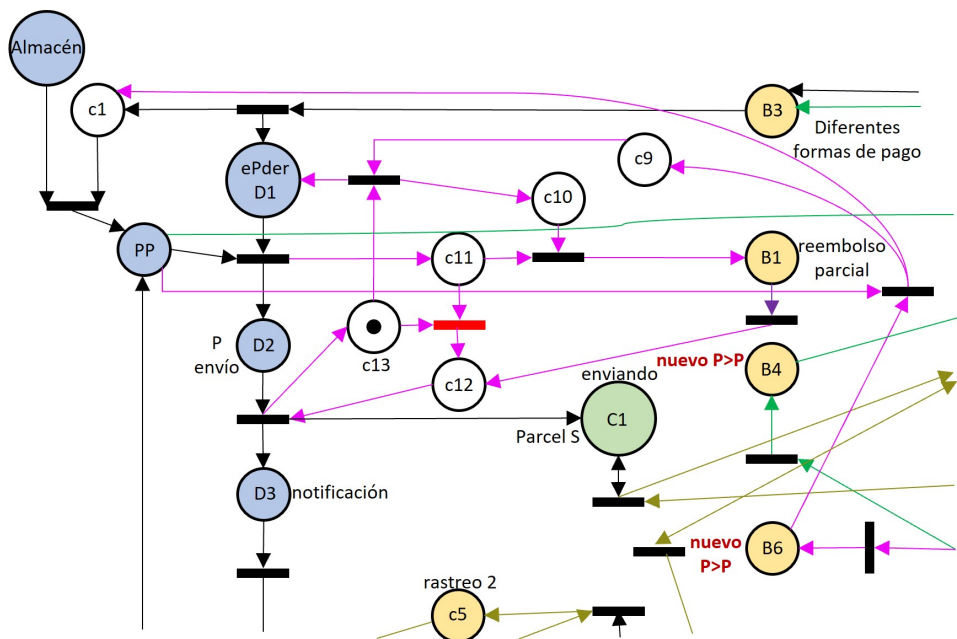 Almacén
c1
B3
Diferentes
formas de pago
ePder
D1
c9
c10
PP
c11
B1
reembolso
parcial
P
envío
D2
c13
c12
nuevo P>P
B4
enviando
C1
Parcel S
D3
notificación
nuevo
P>P
B6
rastreo 2
c5